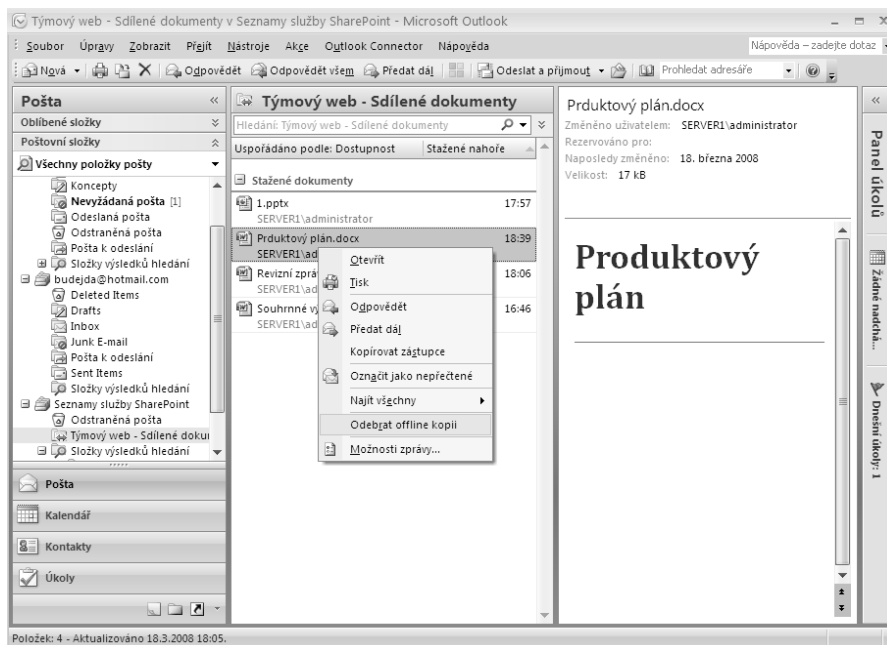 Týmový web - Sdílené dokumenty v Seznamy služby SharePoint - Microsoft Outlook
Soubor Úpravy Zobrazit Přejít Nástroje Akce Outlook Connector Nápověda Nápověda – zadejte dotaz
Nová Odpovědět Odpovědět všem Předat dál Odeslat a přijmout Prohledat adresáře
Pošta
Oblíbené složky
Poštovní složky
Všechny položky pošty
Koncepty
Nevyžádaná pošta [1]
Odeslaná pošta
Odstraněná pošta
Pošta k odeslání
Složky výsledků hledání
budejda@hotmail.com
Deleted Items
Drafts
Inbox
Junk E-mail
Pošta k odeslání
Sent Items
Složky výsledků hledání
Seznamy služby SharePoint
Odstraněná pošta
Týmový web - Sdílené doku
Složky výsledků hledání
Pošta
Kalendář
Kontakty
Úkoly
Týmový web - Sdílené dokumenty
Hledání: Týmový web - Sdílené dokumenty
Uspořádáno podle: Dostupnost Stažené nahoře
Stažené dokumenty
1.pptx 17:57
SERVER1\administrator
Prduktový plán.docx 18:39
SERVER1\ad
Revizní zprá 18:06
SERVER1\ad
Souhrnné v 16:46
SERVER1\ad
Otevřít
Tisk
Odpovědět
Předat dál
Kopírovat zástupce
Označit jako nepřečtené
Najít všechny
Odebrat offline kopii
Možnosti zprávy...
Prduktový plán.docx
Změněno uživatelem: SERVER1\administrator
Rezervováno pro:
Naposledy změněno: 18. března 2008
Velikost: 17 kB
Produktový
plán
Panel úkolů
Žádné nadchá...
Dnešní úkoly: 1
Položek: 4 - Aktualizováno 18.3.2008 18:05.